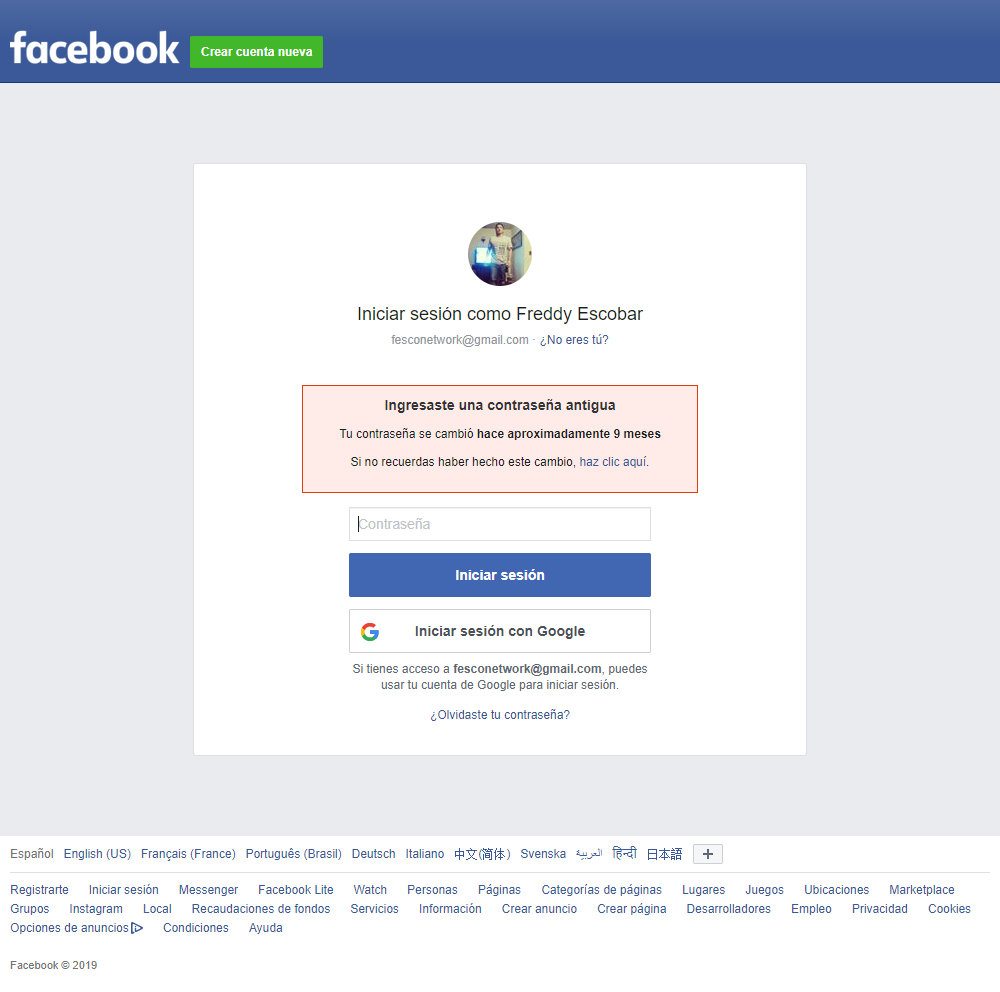 facebook
Crear cuenta nueva
Iniciar sesión como Freddy Escobar
fesconetwork@gmail.com · ¿No eres tú?
Ingresaste una contraseña antigua
Tu contraseña se cambió hace aproximadamente 9 meses
Si no recuerdas haber hecho este cambio, haz clic aquí.
Contraseña
Iniciar sesión
Iniciar sesión con Google
Si tienes acceso a fesconetwork@gmail.com, puedes
usar tu cuenta de Google para iniciar sesión.
¿Olvidaste tu contraseña?
Español English (US) Français (France) Português (Brasil) Deutsch Italiano 中文(简体) Svenska العربية हिन्दी 日本語 +
Registrarte Iniciar sesión Messenger Facebook Lite Watch Personas Páginas Categorías de páginas Lugares Juegos Ubicaciones Marketplace
Grupos Instagram Local Recaudaciones de fondos Servicios Información Crear anuncio Crear página Desarrolladores Empleo Privacidad Cookies
Opciones de anuncios Condiciones Ayuda
Facebook © 2019